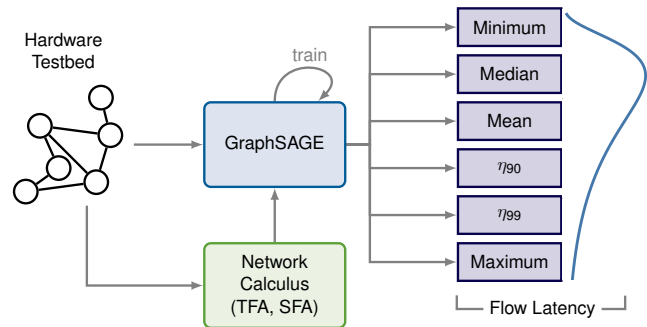 Hardware
Testbed
train
GraphSAGE
Network
Calculus
(TFA, SFA)
Minimum
Median
Mean
η90
η99
Maximum
Flow Latency